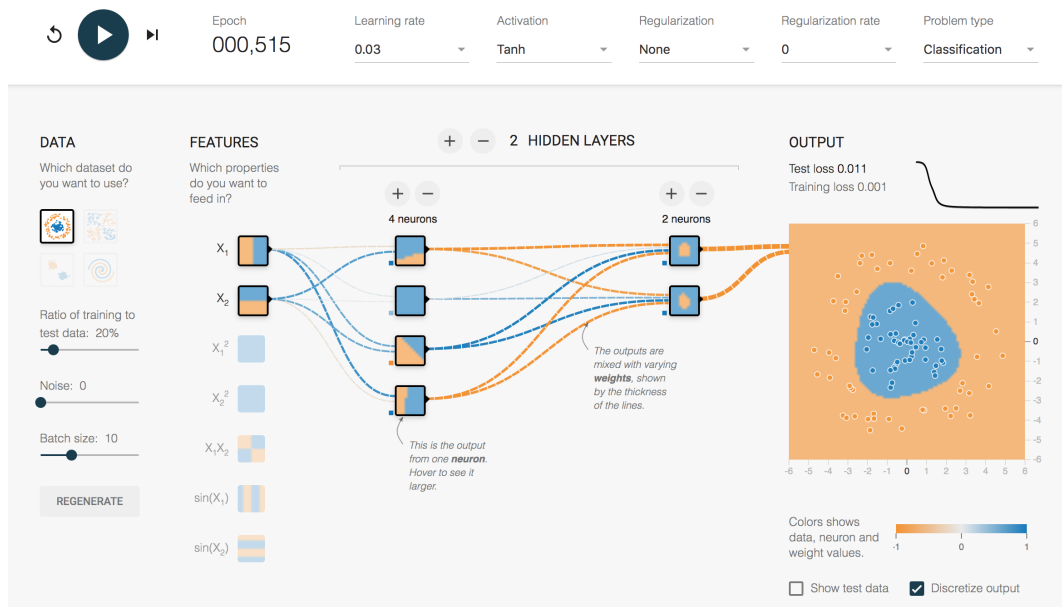 Epoch
000,515
Learning rate
0.03
Activation
Tanh
Regularization
None
Regularization rate
0
Problem type
Classification
DATA
Which dataset do
you want to use?
Ratio of training to
test data: 20%
Noise: 0
Batch size: 10
REGENERATE
FEATURES
Which properties
do you want to
feed in?
X₁
X₂
X₁²
X₂²
X₁X₂
sin(X₁)
sin(X₂)
+ − 2 HIDDEN LAYERS
+ −
4 neurons
+ −
2 neurons
This is the output
from one neuron.
Hover to see it
larger.
The outputs are
mixed with varying
weights, shown
by the thickness
of the lines.
OUTPUT
Test loss 0.011
Training loss 0.001
6
5
4
3
2
1
0
-1
-2
-3
-4
-5
-6
-6 -5 -4 -3 -2 -1 0 1 2 3 4 5 6
Colors shows
data, neuron and
weight values.
-1 0 1
Show test data
Discretize output